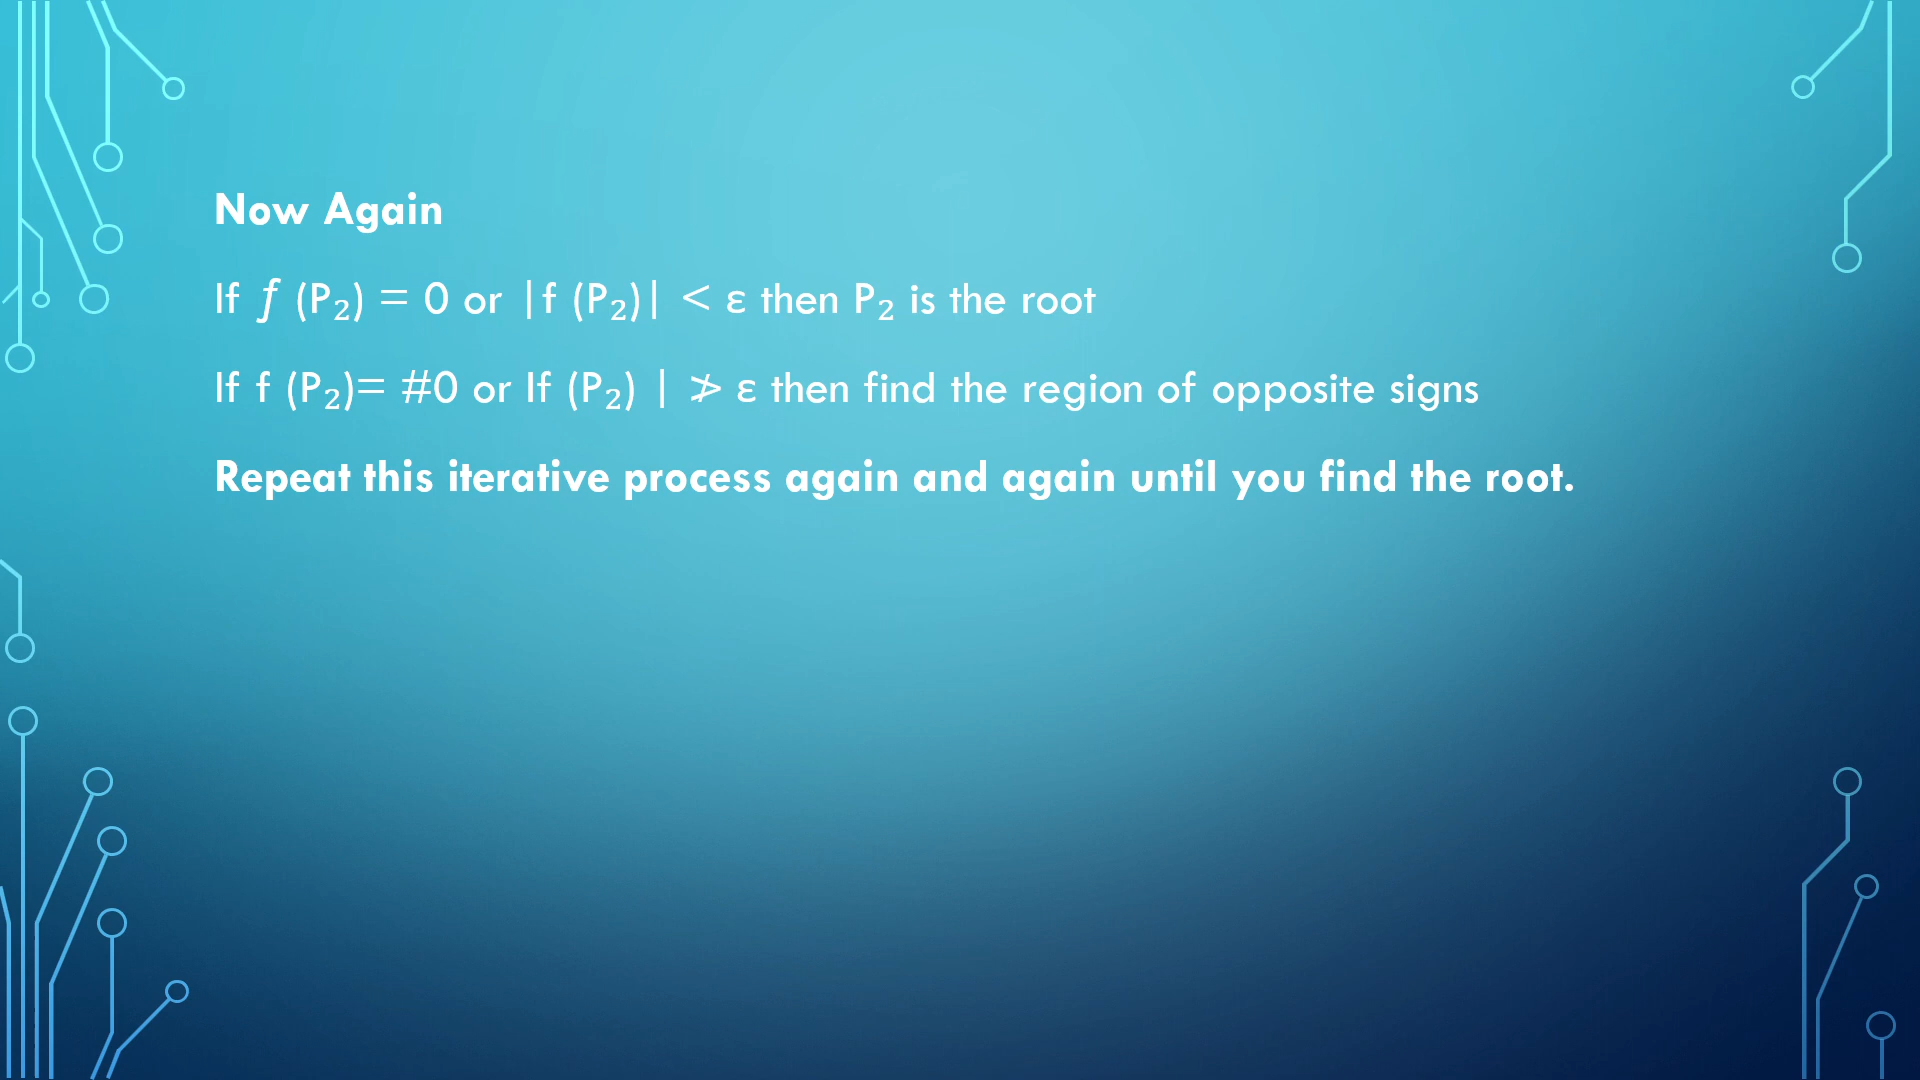 Now Again
If ƒ (P₂) = 0 or |f (P₂)| < ε then P₂ is the root
If f (P₂)= #0 or If (P₂) | ≯ ε then find the region of opposite signs
Repeat this iterative process again and again until you find the root.